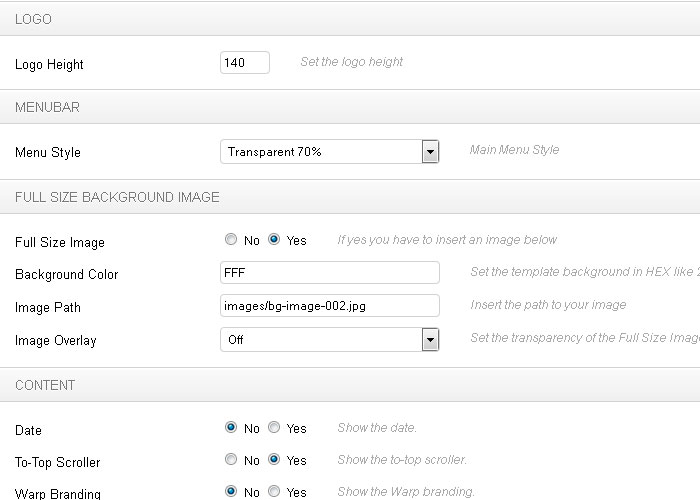 LOGO
Logo Height 140 Set the logo height
MENUBAR
Menu Style Transparent 70% Main Menu Style
FULL SIZE BACKGROUND IMAGE
Full Size Image No Yes If yes you have to insert an image below
Background Color FFF Set the template background in HEX like
Image Path images/bg-image-002.jpg Insert the path to your image
Image Overlay Off Set the transparency of the Full Size Image
CONTENT
Date No Yes Show the date.
To-Top Scroller No Yes Show the to-top scroller.
Warp Branding No Yes Show the Warp branding.